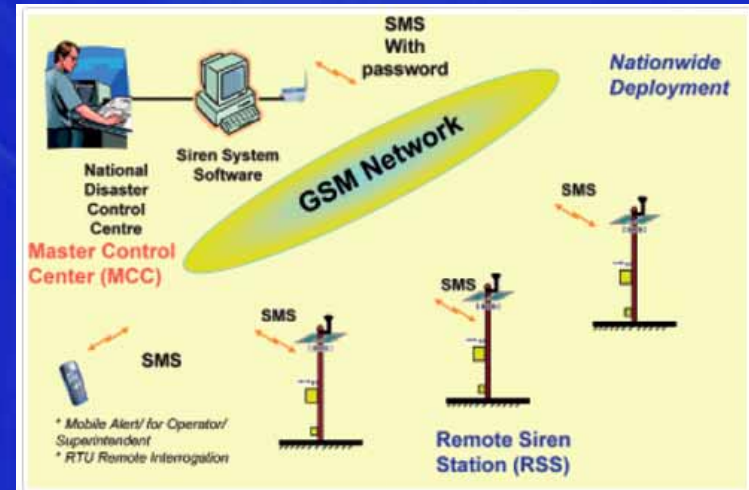 SMS
With
password
Nationwide
Deployment
National
Disaster
Control
Centre
Siren System
Software
GSM Network
Master Control
Center (MCC)
SMS
SMS
SMS
SMS
* Mobile Alert/ for Operator/
Superintendent
* RTU Remote Interrogation
Remote Siren
Station (RSS)